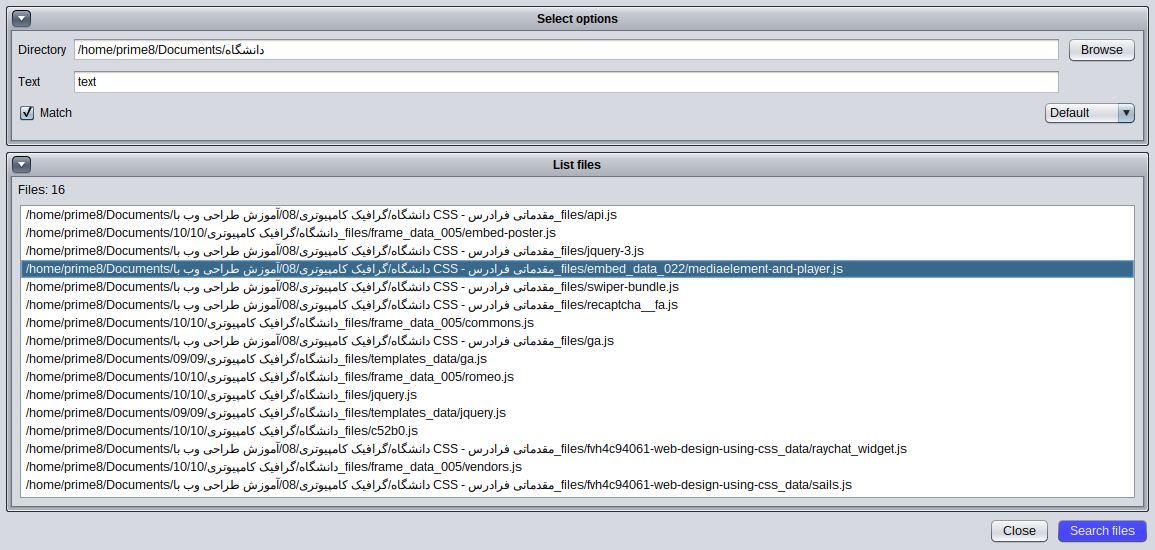 Select options
Directory /home/prime8/Documents/دانشگاه Browse
Text text
Match Default
List files
Files: 16
/home/prime8/Documents/دانشگاه/گرافیک کامپیوتری/08/آموزش طراحی وب با CSS - مقدماتی فرادرس_files/api.js
/home/prime8/Documents/دانشگاه/گرافیک کامپیوتری/10/10_files/frame_data_005/embed-poster.js
/home/prime8/Documents/دانشگاه/گرافیک کامپیوتری/08/آموزش طراحی وب با CSS - مقدماتی فرادرس_files/jquery-3.js
/home/prime8/Documents/دانشگاه/گرافیک کامپیوتری/08/آموزش طراحی وب با CSS - مقدماتی فرادرس_files/embed_data_022/mediaelement-and-player.js
/home/prime8/Documents/دانشگاه/گرافیک کامپیوتری/08/آموزش طراحی وب با CSS - مقدماتی فرادرس_files/swiper-bundle.js
/home/prime8/Documents/دانشگاه/گرافیک کامپیوتری/08/آموزش طراحی وب با CSS - مقدماتی فرادرس_files/recaptcha__fa.js
/home/prime8/Documents/دانشگاه/گرافیک کامپیوتری/10/10_files/frame_data_005/commons.js
/home/prime8/Documents/دانشگاه/گرافیک کامپیوتری/08/آموزش طراحی وب با CSS - مقدماتی فرادرس_files/ga.js
/home/prime8/Documents/دانشگاه/گرافیک کامپیوتری/09/09_files/templates_data/ga.js
/home/prime8/Documents/دانشگاه/گرافیک کامپیوتری/10/10_files/frame_data_005/romeo.js
/home/prime8/Documents/دانشگاه/گرافیک کامپیوتری/10/10_files/jquery.js
/home/prime8/Documents/دانشگاه/گرافیک کامپیوتری/09/09_files/templates_data/jquery.js
/home/prime8/Documents/دانشگاه/گرافیک کامپیوتری/10/10_files/c52b0.js
/home/prime8/Documents/دانشگاه/گرافیک کامپیوتری/08/آموزش طراحی وب با CSS - مقدماتی فرادرس_files/fvh4c94061-web-design-using-css_data/raychat_widget.js
/home/prime8/Documents/دانشگاه/گرافیک کامپیوتری/10/10_files/frame_data_005/vendors.js
/home/prime8/Documents/دانشگاه/گرافیک کامپیوتری/08/آموزش طراحی وب با CSS - مقدماتی فرادرس_files/fvh4c94061-web-design-using-css_data/sails.js
Close Search files